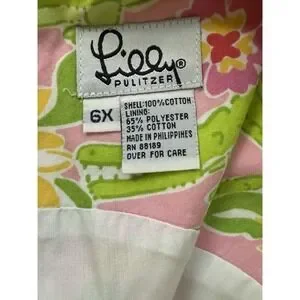 Lilly®
PULITZER
6X
SHELL:100%COTTON
LINING:
65% POLYESTER
35% COTTON
MADE IN PHILIPPINES
RN 88189
OVER FOR CARE